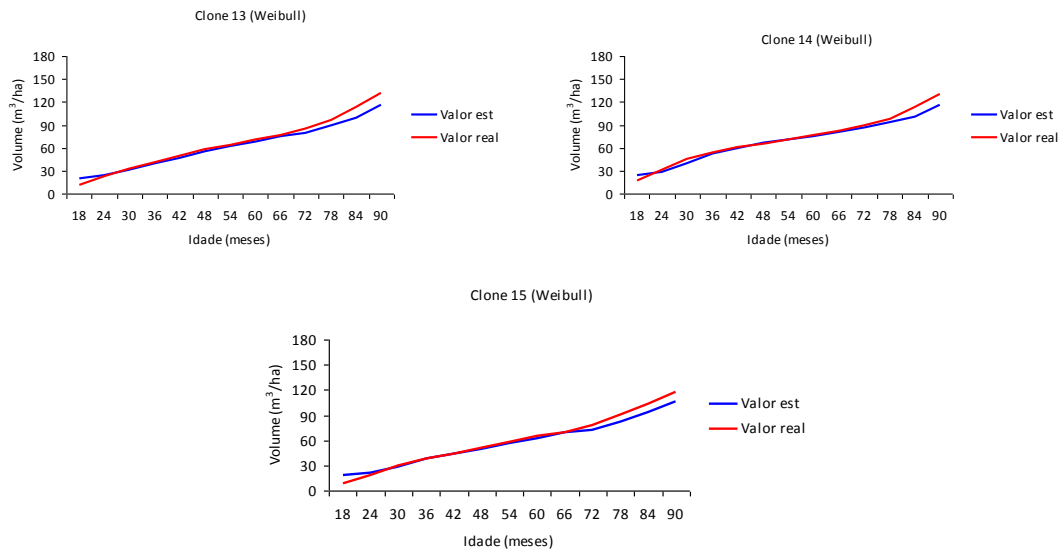 Clone 13 (Weibull)
180
150
120
90
60
30
0
Volume (m³/ha)
18 24 30 36 42 48 54 60 66 72 78 84 90
Idade (meses)
Valor est
Valor real
Clone 14 (Weibull)
180
150
120
90
60
30
0
Volume (m³/ha)
18 24 30 36 42 48 54 60 66 72 78 84 90
Idade (meses)
Valor est
Valor real
Clone 15 (Weibull)
180
150
120
90
60
30
0
Volume (m³/ha)
18 24 30 36 42 48 54 60 66 72 78 84 90
Idade (meses)
Valor est
Valor real